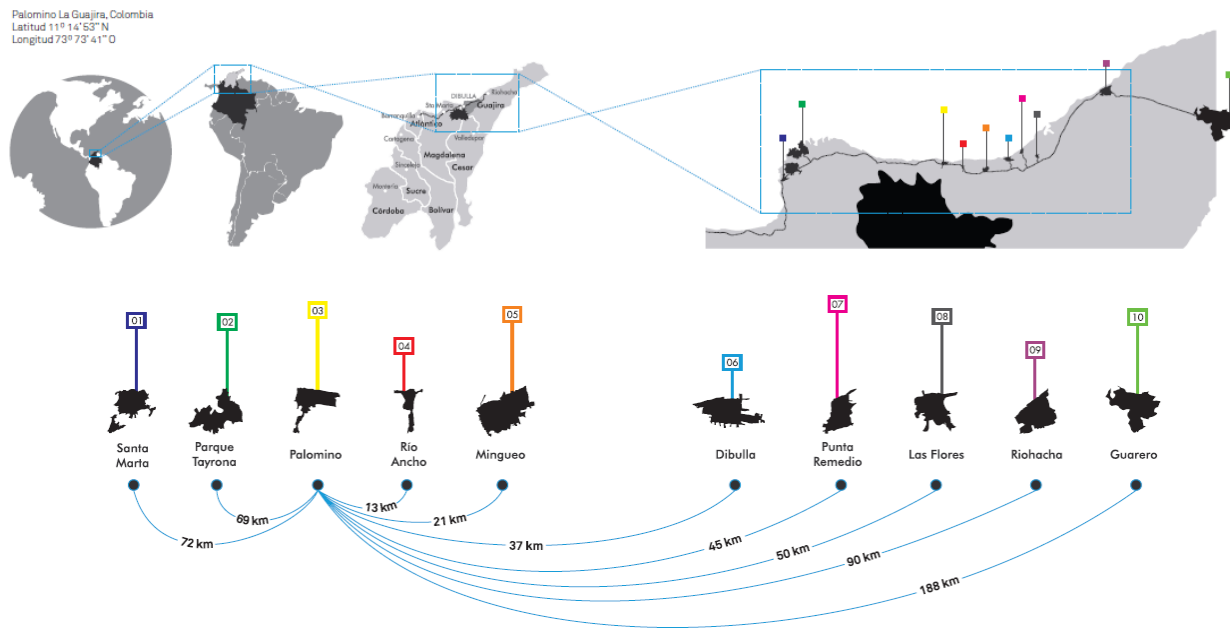 Palomino La Guajira, Colombia
Latitud 11º 14'53" N
Longitud 73º 73'41" O
DIBULLA
Riohacha
Sta Marta
Guajira
Barranquilla
Atlántico
Cartagena
Valledupar
Magdalena
Sincelejo
Cesar
Montería
Sucre
Córdoba
Bolívar
01
02
03
04
05
06
07
08
09
10
Santa
Marta
Parque
Tayrona
Palomino
Río
Ancho
Mingueo
Dibulla
Punta
Remedio
Las Flores
Riohacha
Guarero
13 km
69 km
21 km
72 km
37 km
45 km
50 km
90 km
188 km